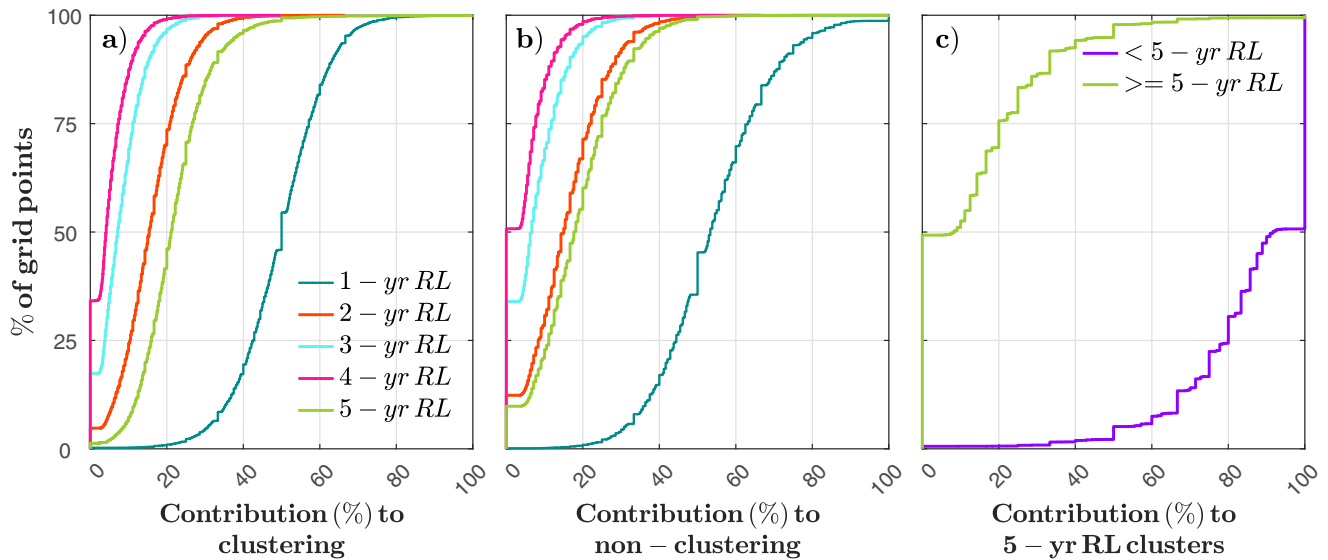 a)
b)
c)
% of grid points
100
75
50
25
0
1 − yr RL
2 − yr RL
3 − yr RL
4 − yr RL
5 − yr RL
< 5 − yr RL
>= 5 − yr RL
0 20 40 60 80 100
0 20 40 60 80 100
0 20 40 60 80 100
Contribution (%) to
clustering
Contribution (%) to
non − clustering
Contribution (%) to
5 − yr RL clusters